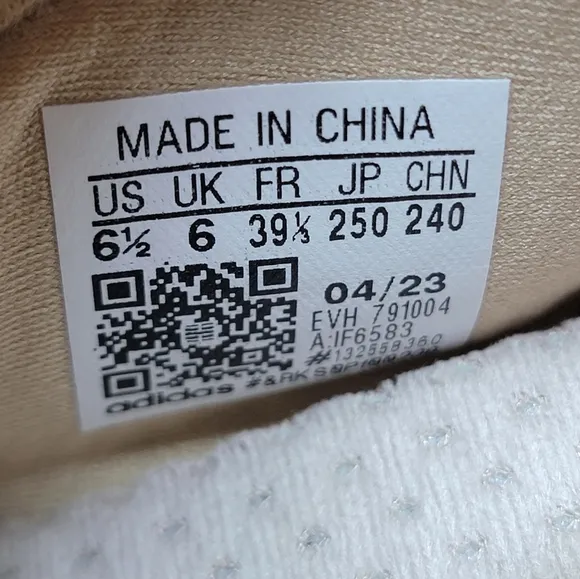 MADE IN CHINA
US UK FR JP CHN
6½ 6 39⅓ 250 240
04/23
EVH 791004
A:IF6583
adidas